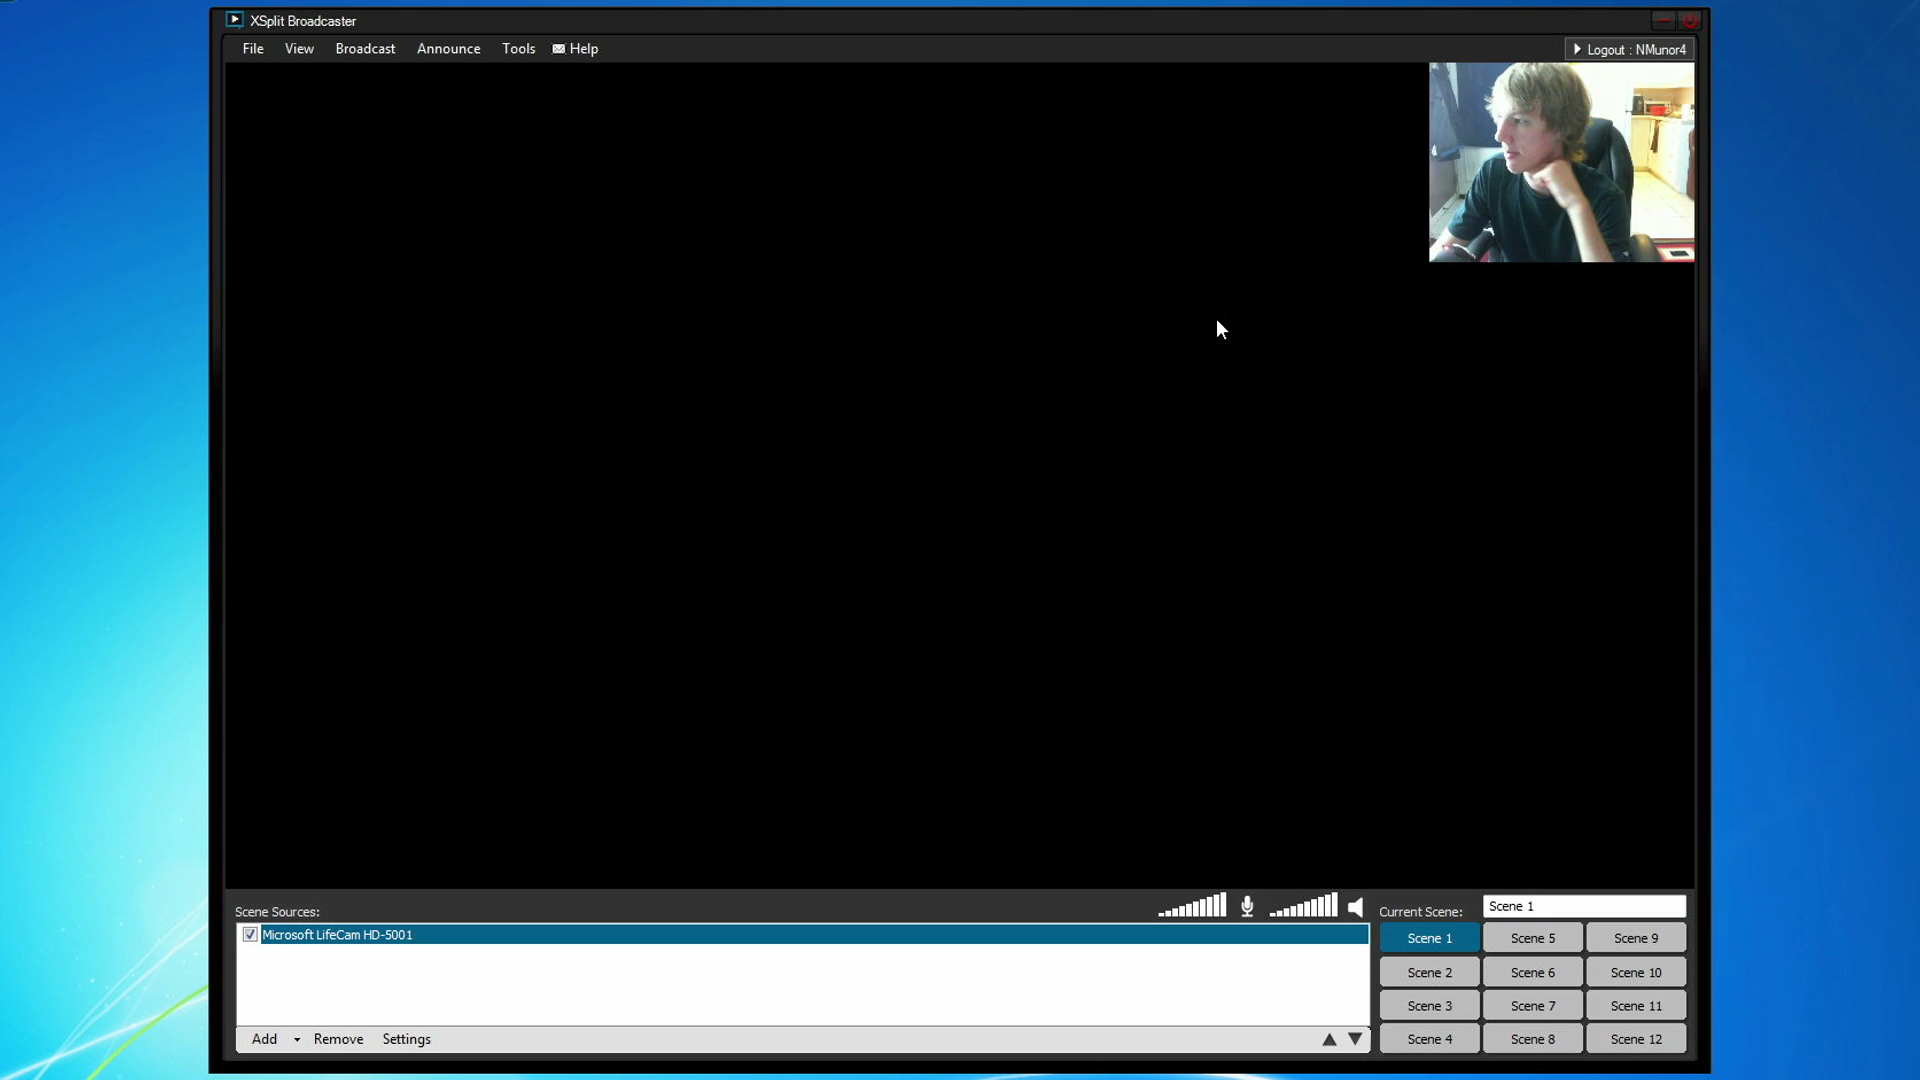 XSplit Broadcaster
File View Broadcast Announce Tools Help
Logout : NMunor4
Scene Sources:
Microsoft LifeCam HD-5001
Add Remove Settings
Current Scene: Scene 1
Scene 1 Scene 5 Scene 9
Scene 2 Scene 6 Scene 10
Scene 3 Scene 7 Scene 11
Scene 4 Scene 8 Scene 12